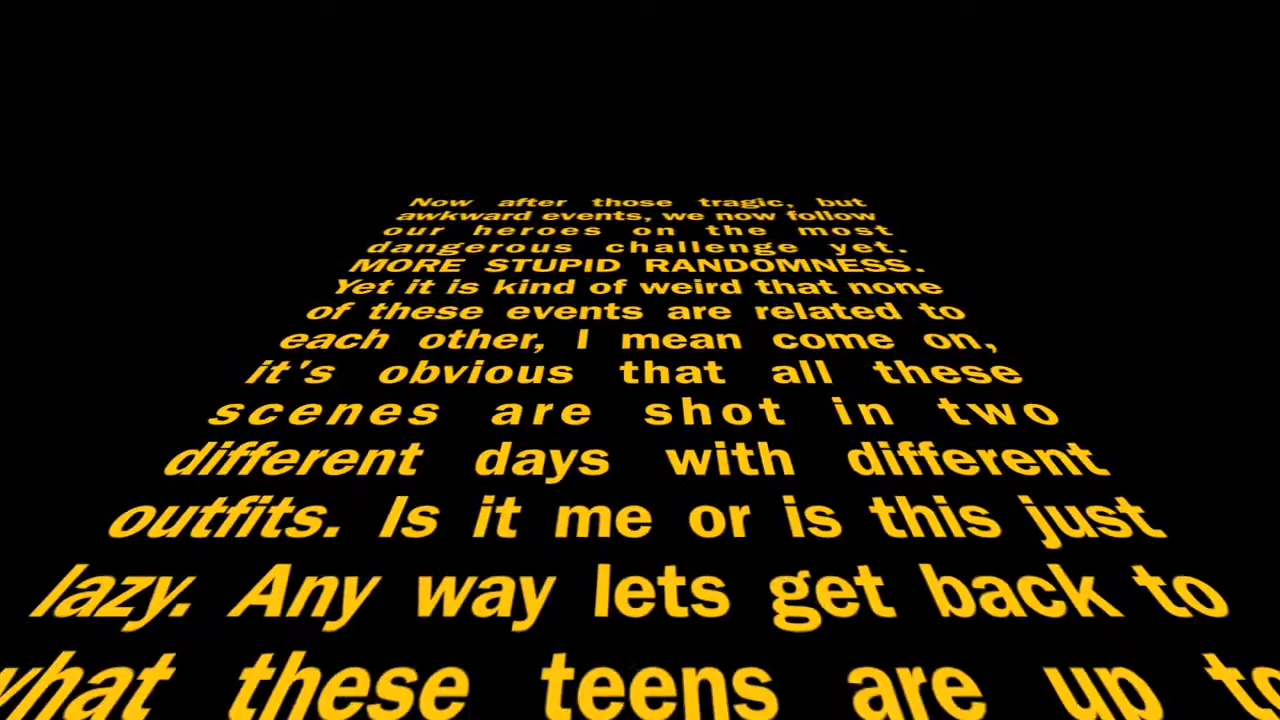 Now after those tragic, but
awkward events, we now follow
our heroes on the most
dangerous challenge yet.
MORE STUPID RANDOMNESS.
Yet it is kind of weird that none
of these events are related to
each other, I mean come on,
it's obvious that all these
scenes are shot in two
different days with different
outfits. Is it me or is this just
lazy. Any way lets get back to
what these teens are up to